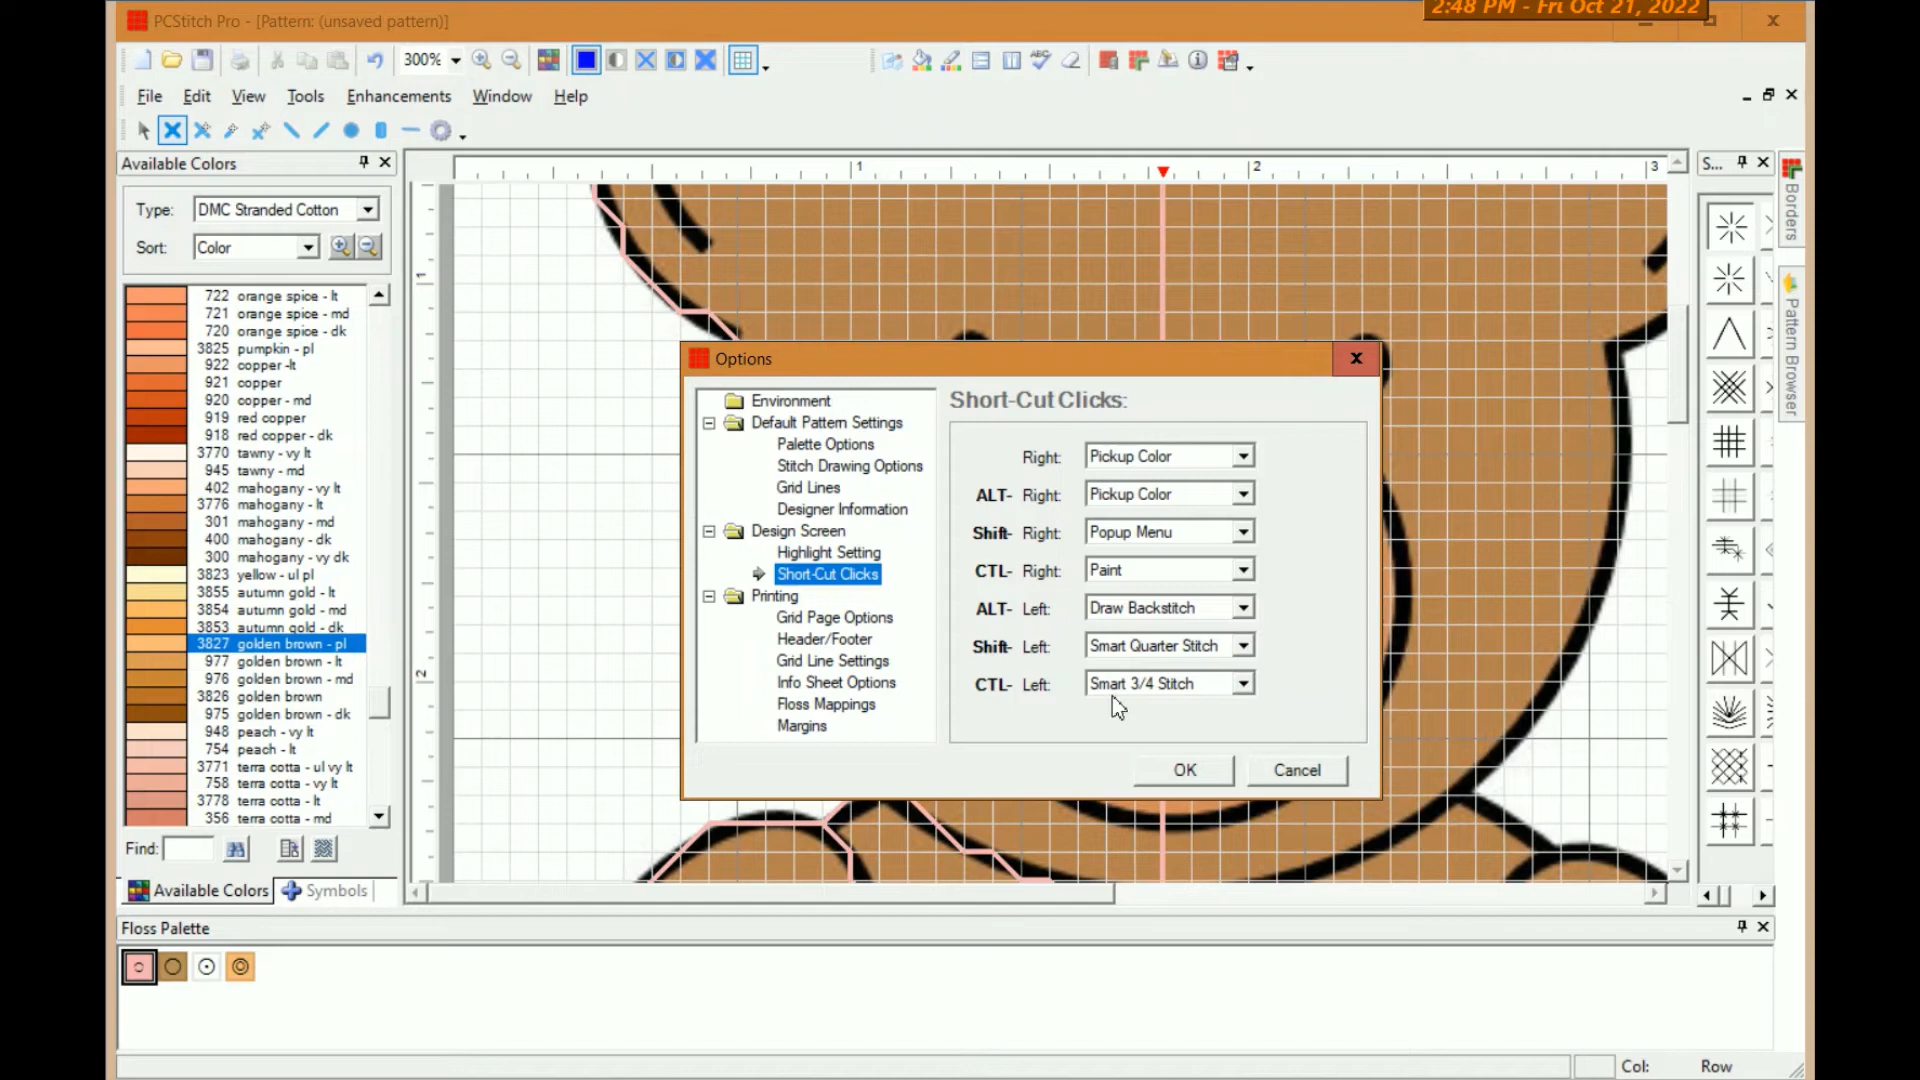 2:48 PM - Fri Oct 21, 2022
PCStitch Pro - [Pattern: (unsaved pattern)]
300%
File Edit View Tools Enhancements Window Help
Available Colors
Type: DMC Stranded Cotton
Sort: Color
722 orange spice - lt
721 orange spice - md
720 orange spice - dk
3825 pumpkin - pl
922 copper -lt
921 copper
920 copper - md
919 red copper
918 red copper - dk
3770 tawny - vy lt
945 tawny - md
402 mahogany - vy lt
3776 mahogany - lt
301 mahogany - md
400 mahogany - dk
300 mahogany - vy dk
3823 yellow - ul pl
3855 autumn gold - lt
3854 autumn gold - md
3853 autumn gold - dk
3827 golden brown - pl
977 golden brown - lt
976 golden brown - md
3826 golden brown
975 golden brown - dk
948 peach - vy lt
754 peach - lt
3771 terra cotta - ul vy lt
758 terra cotta - vy lt
3778 terra cotta - lt
356 terra cotta - md
Find:
Available Colors Symbols
1 2 3
1
2
Options
Environment
Default Pattern Settings
Palette Options
Stitch Drawing Options
Grid Lines
Designer Information
Design Screen
Highlight Setting
Short-Cut Clicks
Printing
Grid Page Options
Header/Footer
Grid Line Settings
Info Sheet Options
Floss Mappings
Margins
Short-Cut Clicks:
Right: Pickup Color
ALT- Right: Pickup Color
Shift- Right: Popup Menu
CTL- Right: Paint
ALT- Left: Draw Backstitch
Shift- Left: Smart Quarter Stitch
CTL- Left: Smart 3/4 Stitch
OK Cancel
S...
Borders
Pattern Browser
Floss Palette
Col: Row